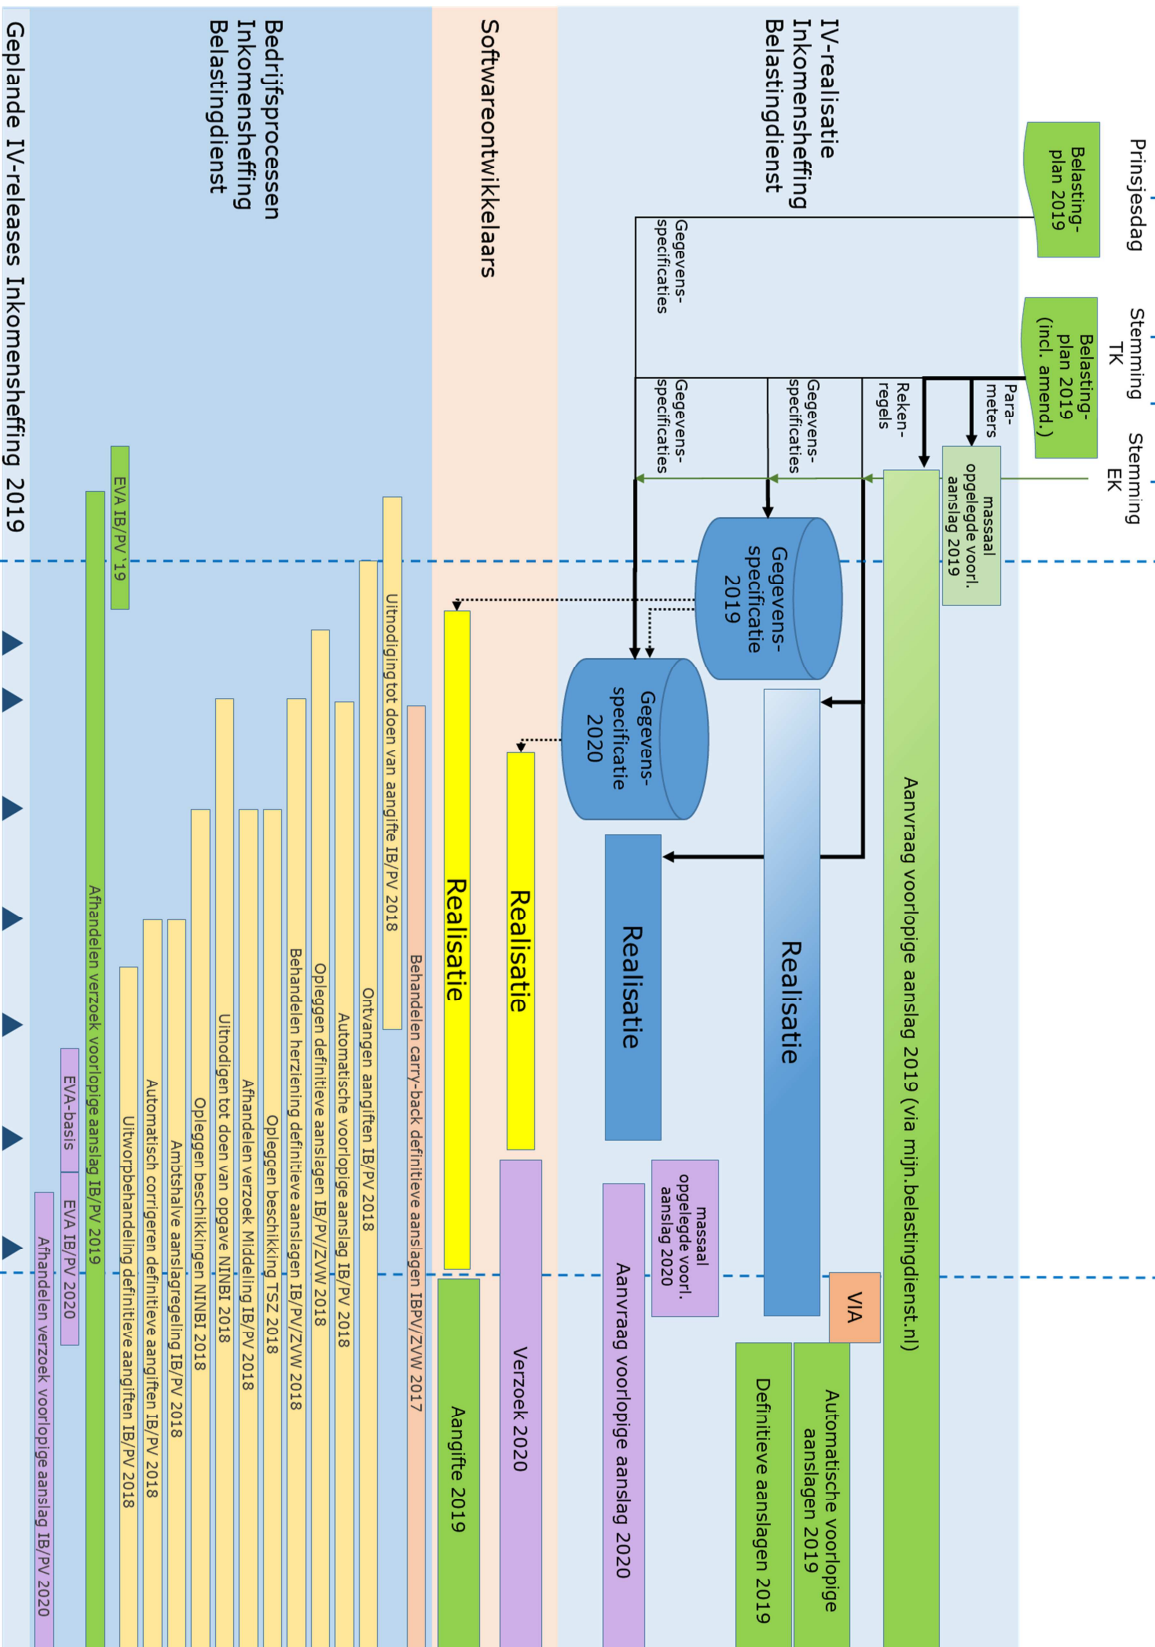 Prinsjesdag
Stemming
TK
Stemming
EK
Belasting-
plan 2019
Belasting-
plan 2019
(incl. amend.)
IV-realisatie
Inkomensheffing
Belastingdienst
Para-
meters
massaal
opgelegde voorl.
aanslag 2019
Reken-
regels
Aanvraag voorlopige aanslag 2019 (via mijn.belastingdienst.nl)
VIA
Automatische voorlopige
aanslagen 2019
Gegevens-
specificaties
Gegevens-
specificatie
2019
Realisatie
Definitieve aanslagen 2019
Gegevens-
specificaties
Gegevens-
specificaties
Gegevens-
specificatie
2020
massaal
opgelegde voorl.
aanslag 2020
Realisatie
Aanvraag voorlopige aanslag 2020
Softwareontwikkelaars
Realisatie
Verzoek 2020
Realisatie
Aangifte 2019
Bedrijfsprocessen
Inkomensheffing
Belastingdienst
Behandelen carry-back definitieve aanslagen IBPV/ZVW 2017
Uitnodiging tot doen van aangifte IB/PV 2018
Ontvangen aangiften IB/PV 2018
Automatische voorlopige aanslag IB/PV 2018
Opleggen definitieve aanslagen IB/PV/ZVW 2018
Behandelen herziening definitieve aanslagen IB/PV/ZVW 2018
Opleggen beschikking TSZ 2018
Afhandelen verzoek Middeling IB/PV 2018
Uitnodigen tot doen van opgave NINBI 2018
Opleggen beschikkingen NINBI 2018
Ambtshalve aanslagregeling IB/PV 2018
Automatisch corrigeren definitieve aangiften IB/PV 2018
Uitworpbehandeling definitieve aangiften IB/PV 2018
EVA IB/PV '19
Afhandelen verzoek voorlopige aanslag IB/PV 2019
EVA-basis
EVA IB/PV 2020
Afhandelen verzoek voorlopige aanslag IB/PV 2020
Geplande IV-releases Inkomensheffing 2019